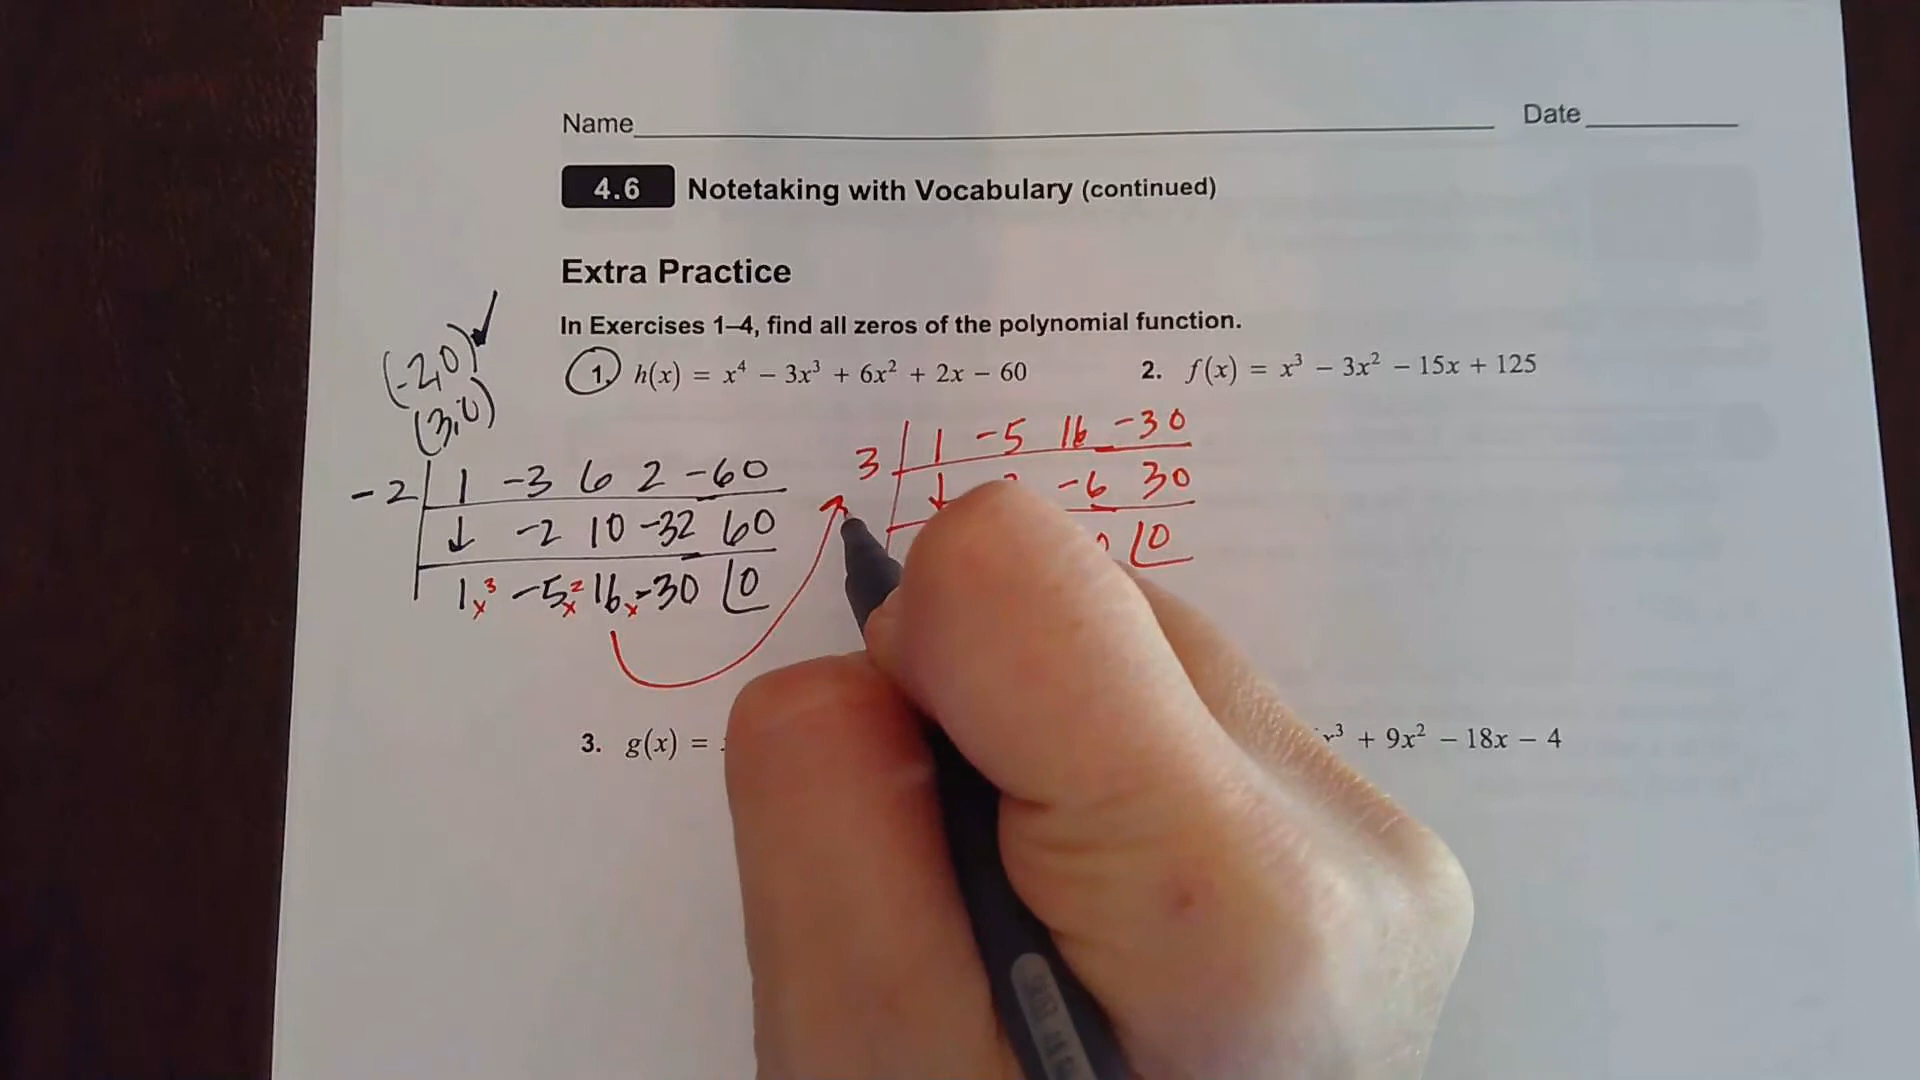 Name Date
4.6 Notetaking with Vocabulary (continued)
Extra Practice
In Exercises 1–4, find all zeros of the polynomial function.
1. h(x) = x⁴ − 3x³ + 6x² + 2x − 60
2. f(x) = x³ − 3x² − 15x + 125
(-2,0) ✓
(3,0)
-2 | 1 -3 6 2 -60
↓ -2 10 -32 60
1x³ -5x² 16x -30 | 0
3 | 1 -5 16 -30
↓ -6 30
0
3. g(x) =
x³ + 9x² − 18x − 4